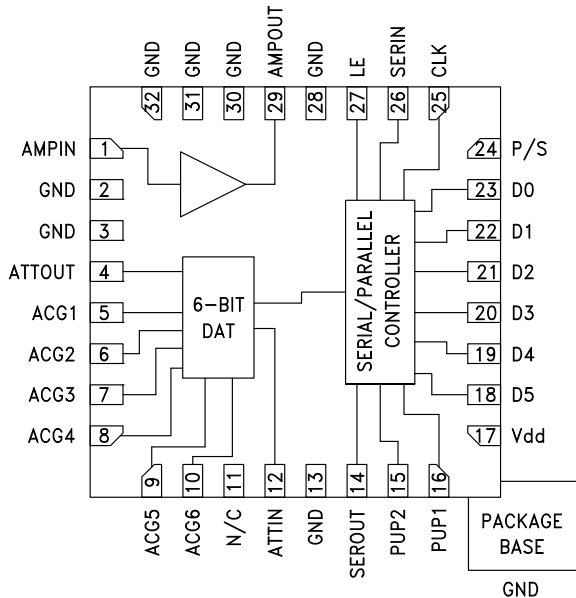 GND
GND
GND
AMPOUT
GND
LE
SERIN
CLK
32
31
30
29
28
27
26
25
AMPIN
1
GND
2
GND
3
ATTOUT
4
ACG1
5
ACG2
6
ACG3
7
ACG4
8
6-BIT
DAT
SERIAL/PARALLEL
CONTROLLER
24
P/S
23
D0
22
D1
21
D2
20
D3
19
D4
18
D5
17
Vdd
9
10
11
12
13
14
15
16
ACG5
ACG6
N/C
ATTIN
GND
SEROUT
PUP2
PUP1
PACKAGE
BASE
GND